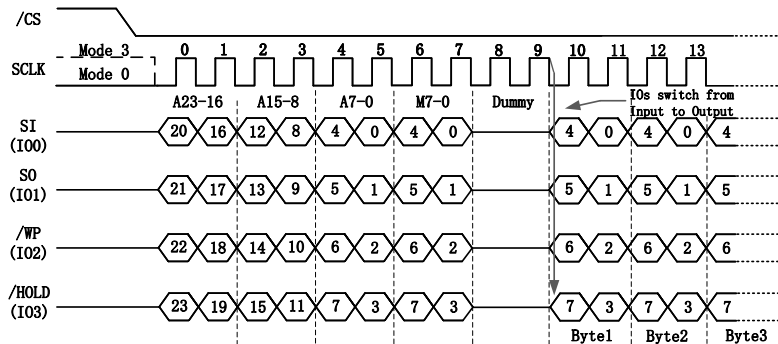 /CS
Mode 3 0 1 2 3 4 5 6 7 8 9 10 11 12 13
SCLK
Mode 0
IOs switch from
Input to Output
A23-16 A15-8 A7-0 M7-0 Dummy
SI
(IO0)
20 16 12 8 4 0 4 0 4 0 4 0 4
SO
(IO1)
21 17 13 9 5 1 5 1 5 1 5 1 5
/WP
(IO2)
22 18 14 10 6 2 6 2 6 2 6 2 6
/HOLD
(IO3)
23 19 15 11 7 3 7 3 7 3 7 3 7
Byte1 Byte2 Byte3